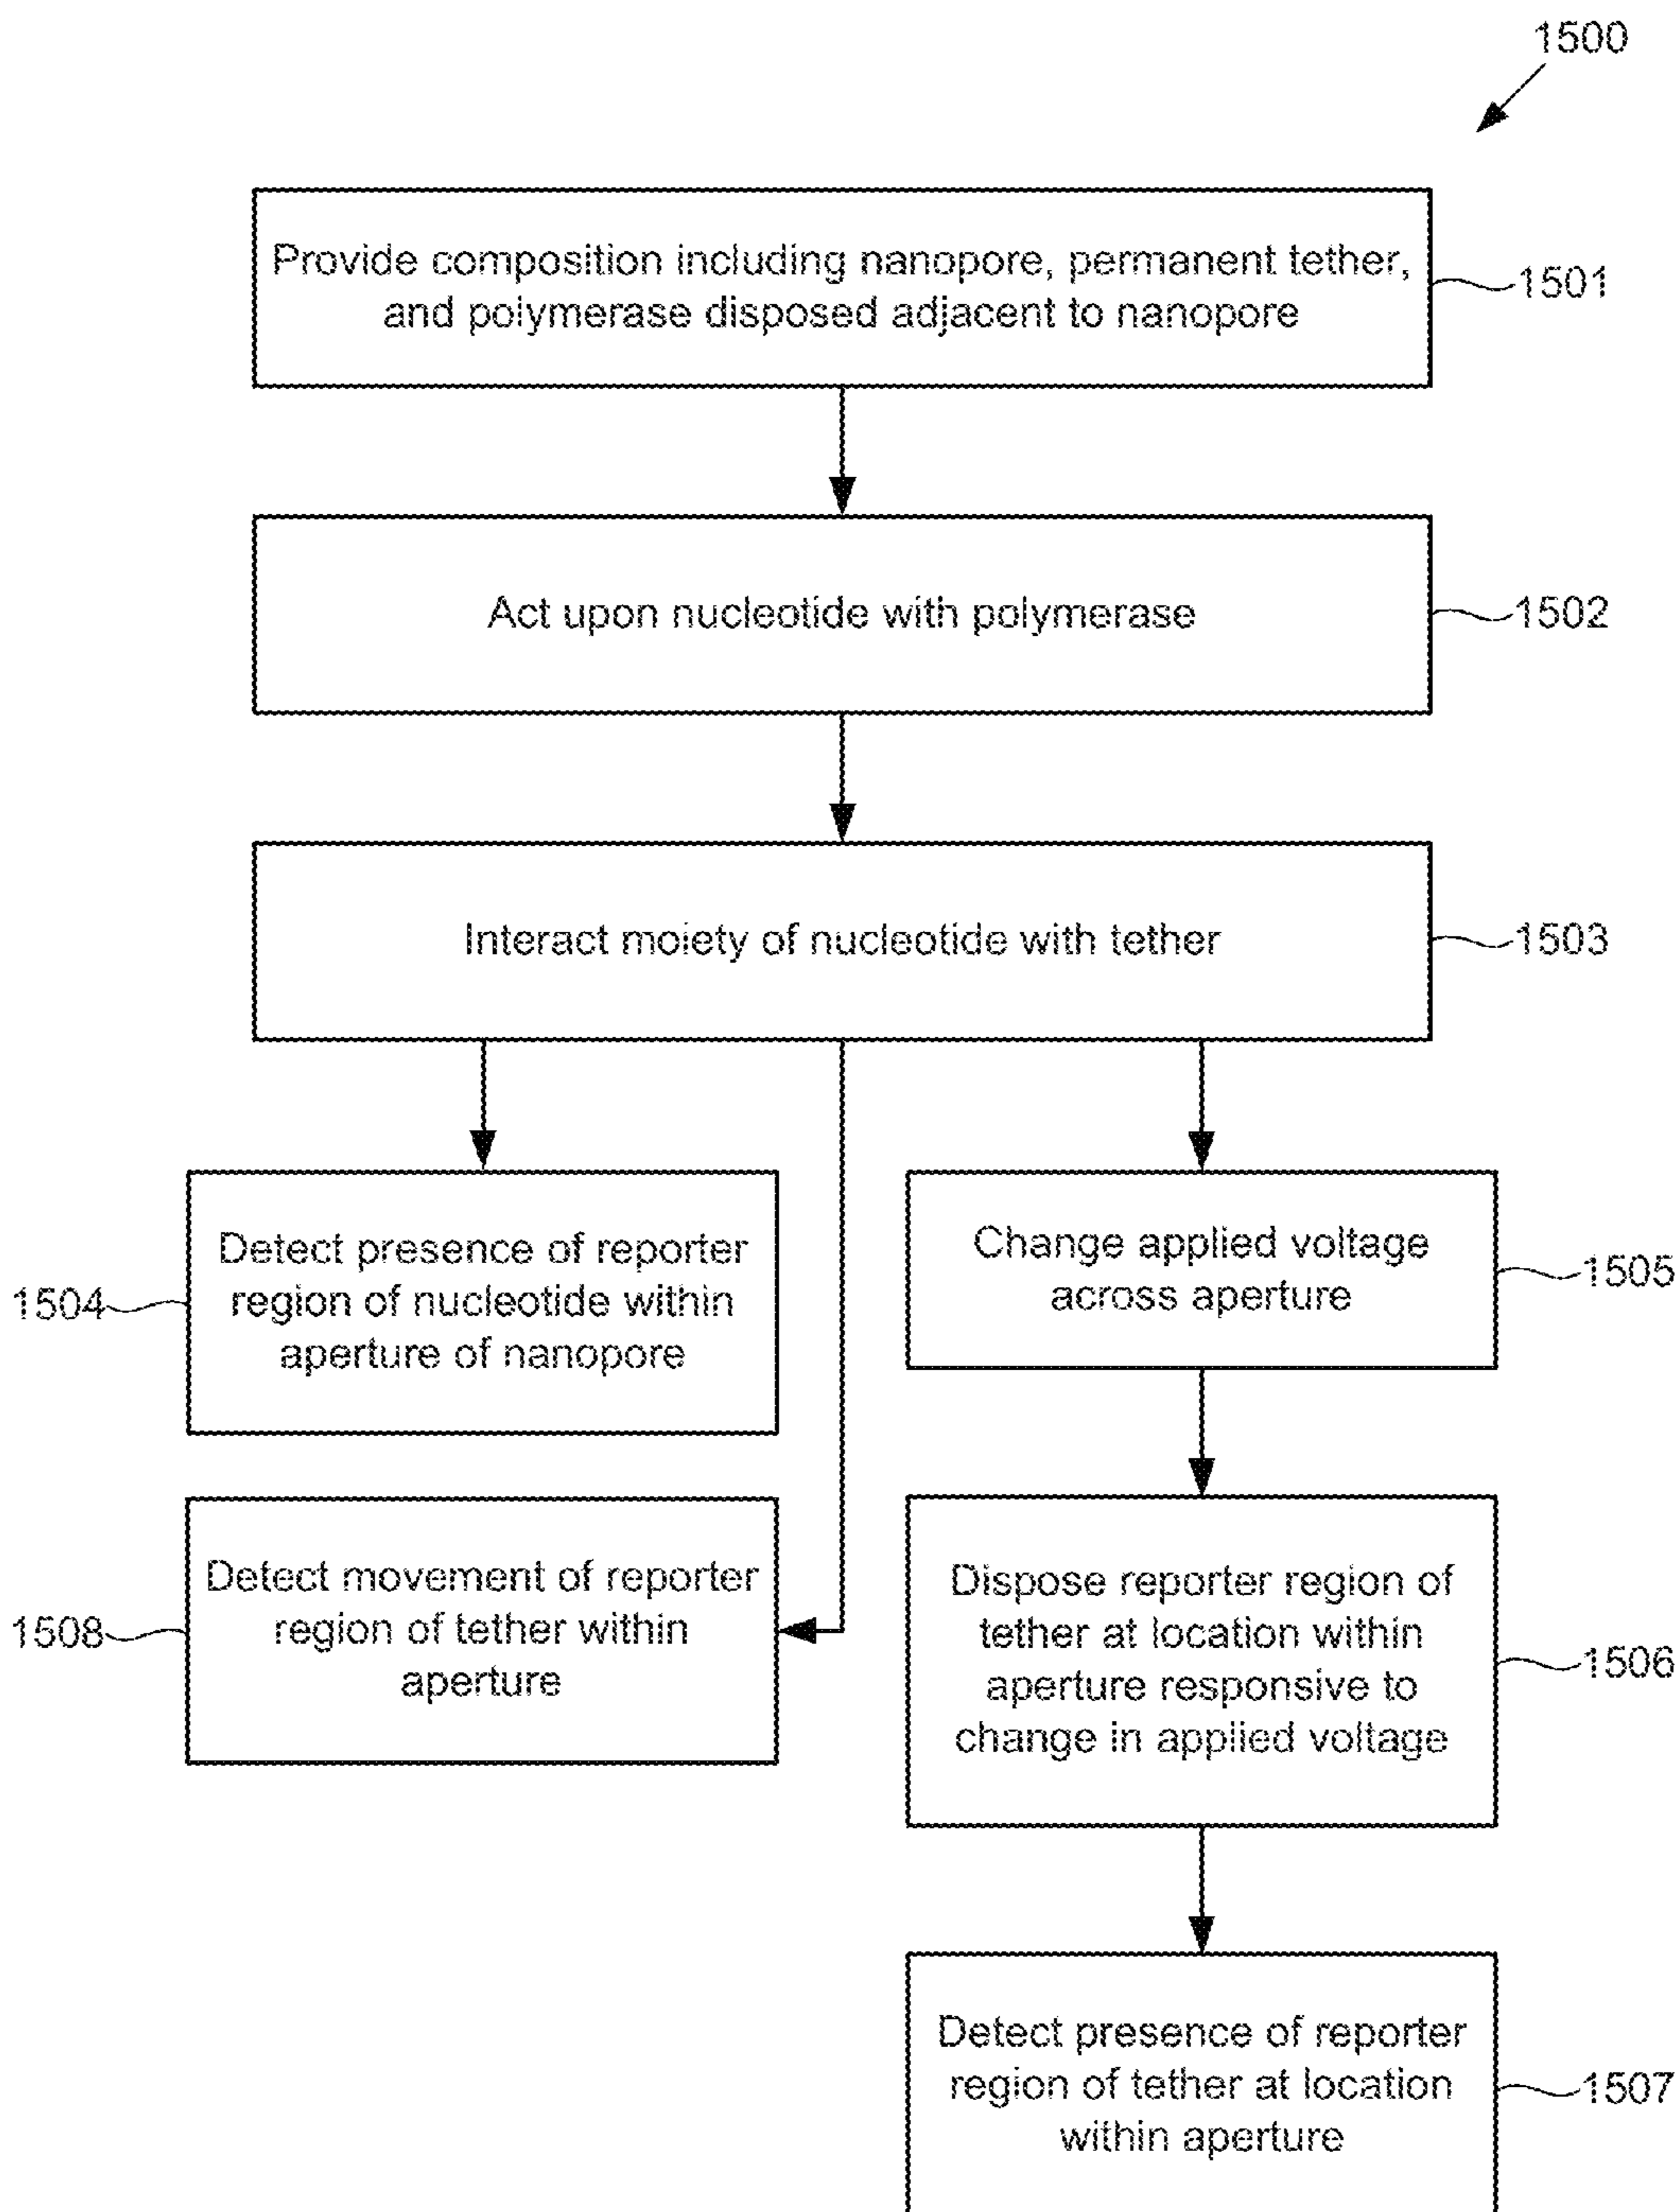 1500
Provide composition including nanopore, permanent tether,
and polymerase disposed adjacent to nanopore
1501
Act upon nucleotide with polymerase
1502
Interact moiety of nucleotide with tether
1503
Detect presence of reporter
region of nucleotide within
aperture of nanopore
1504
Change applied voltage
across aperture
1505
Detect movement of reporter
region of tether within
aperture
1508
Dispose reporter region of
tether at location within
aperture responsive to
change in applied voltage
1506
Detect presence of reporter
region of tether at location
within aperture
1507